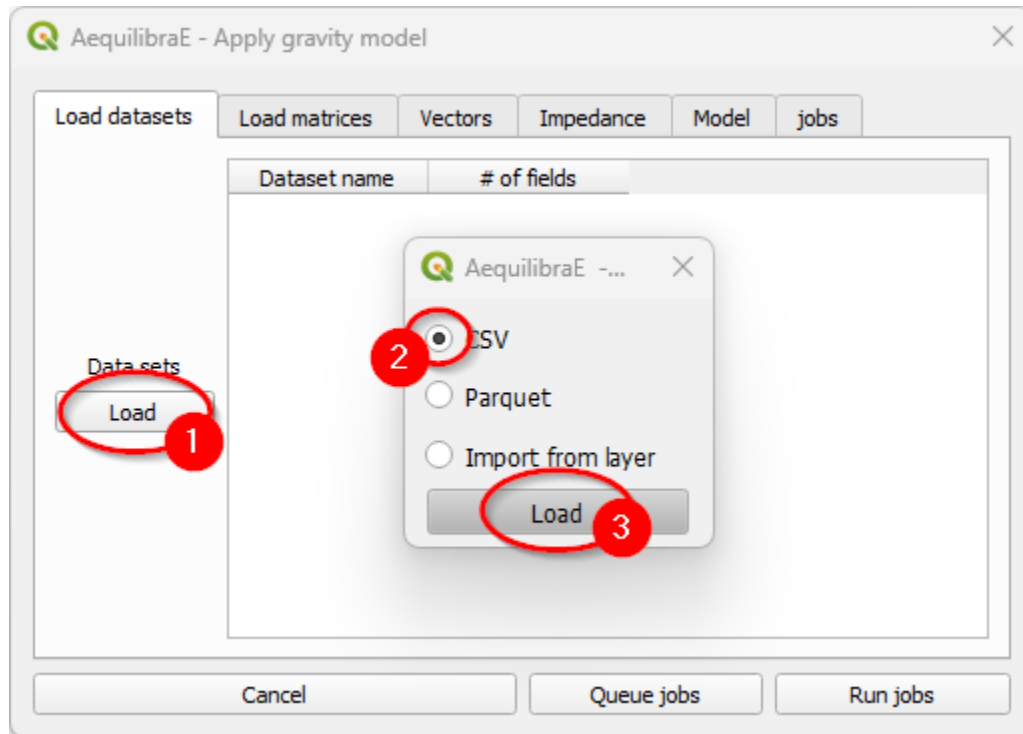 AequilibraE - Apply gravity model
Load datasets Load matrices Vectors Impedance Model jobs
Dataset name # of fields
AequilibraE -...
2 CSV
Data sets
Parquet
Load 1
Import from layer
Load 3
Cancel Queue jobs Run jobs